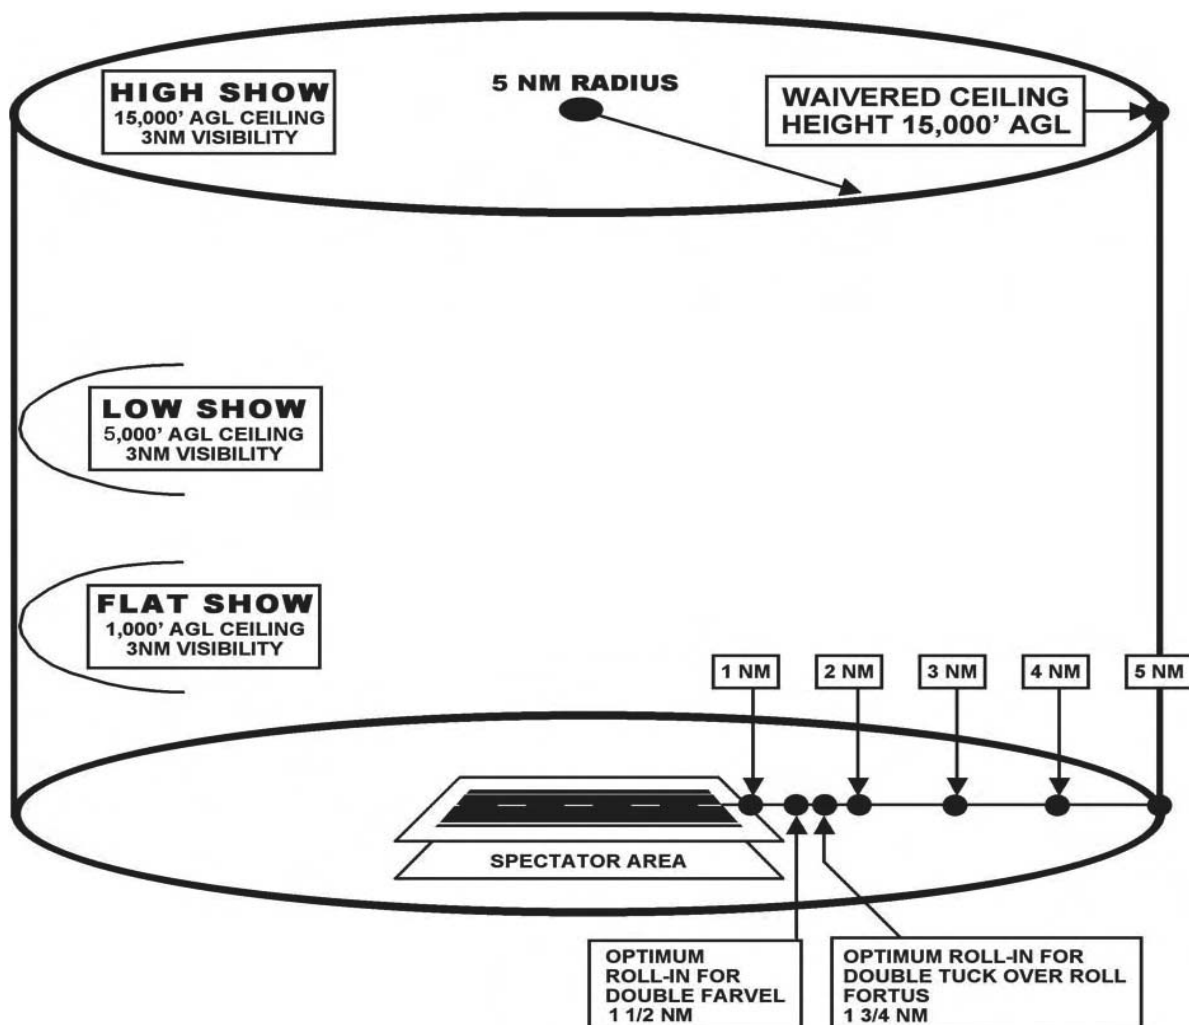 HIGH SHOW
15,000' AGL CEILING
3NM VISIBILITY
5 NM RADIUS
WAIVERED CEILING
HEIGHT 15,000' AGL
LOW SHOW
5,000' AGL CEILING
3NM VISIBILITY
FLAT SHOW
1,000' AGL CEILING
3NM VISIBILITY
1 NM
2 NM
3 NM
4 NM
5 NM
SPECTATOR AREA
OPTIMUM
ROLL-IN FOR
DOUBLE FARVEL
1 1/2 NM
OPTIMUM ROLL-IN FOR
DOUBLE TUCK OVER ROLL
FORTUS
1 3/4 NM